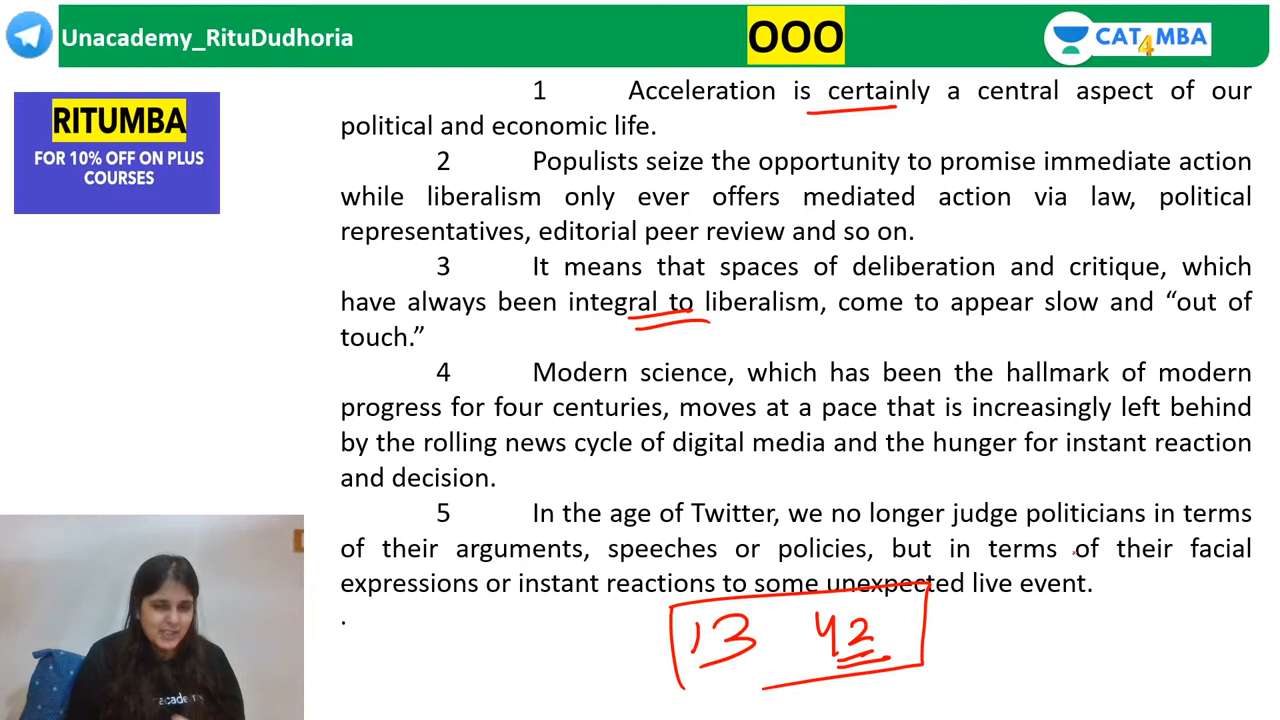 Unacademy_RituDudhoria
OOO
CAT4MBA
RITUMBA
FOR 10% OFF ON PLUS
COURSES
1 Acceleration is certainly a central aspect of our
political and economic life.
2 Populists seize the opportunity to promise immediate action
while liberalism only ever offers mediated action via law, political
representatives, editorial peer review and so on.
3 It means that spaces of deliberation and critique, which
have always been integral to liberalism, come to appear slow and “out of
touch.”
4 Modern science, which has been the hallmark of modern
progress for four centuries, moves at a pace that is increasingly left behind
by the rolling news cycle of digital media and the hunger for instant reaction
and decision.
5 In the age of Twitter, we no longer judge politicians in terms
of their arguments, speeches or policies, but in terms of their facial
expressions or instant reactions to some unexpected live event.
.
13 42
unacademy